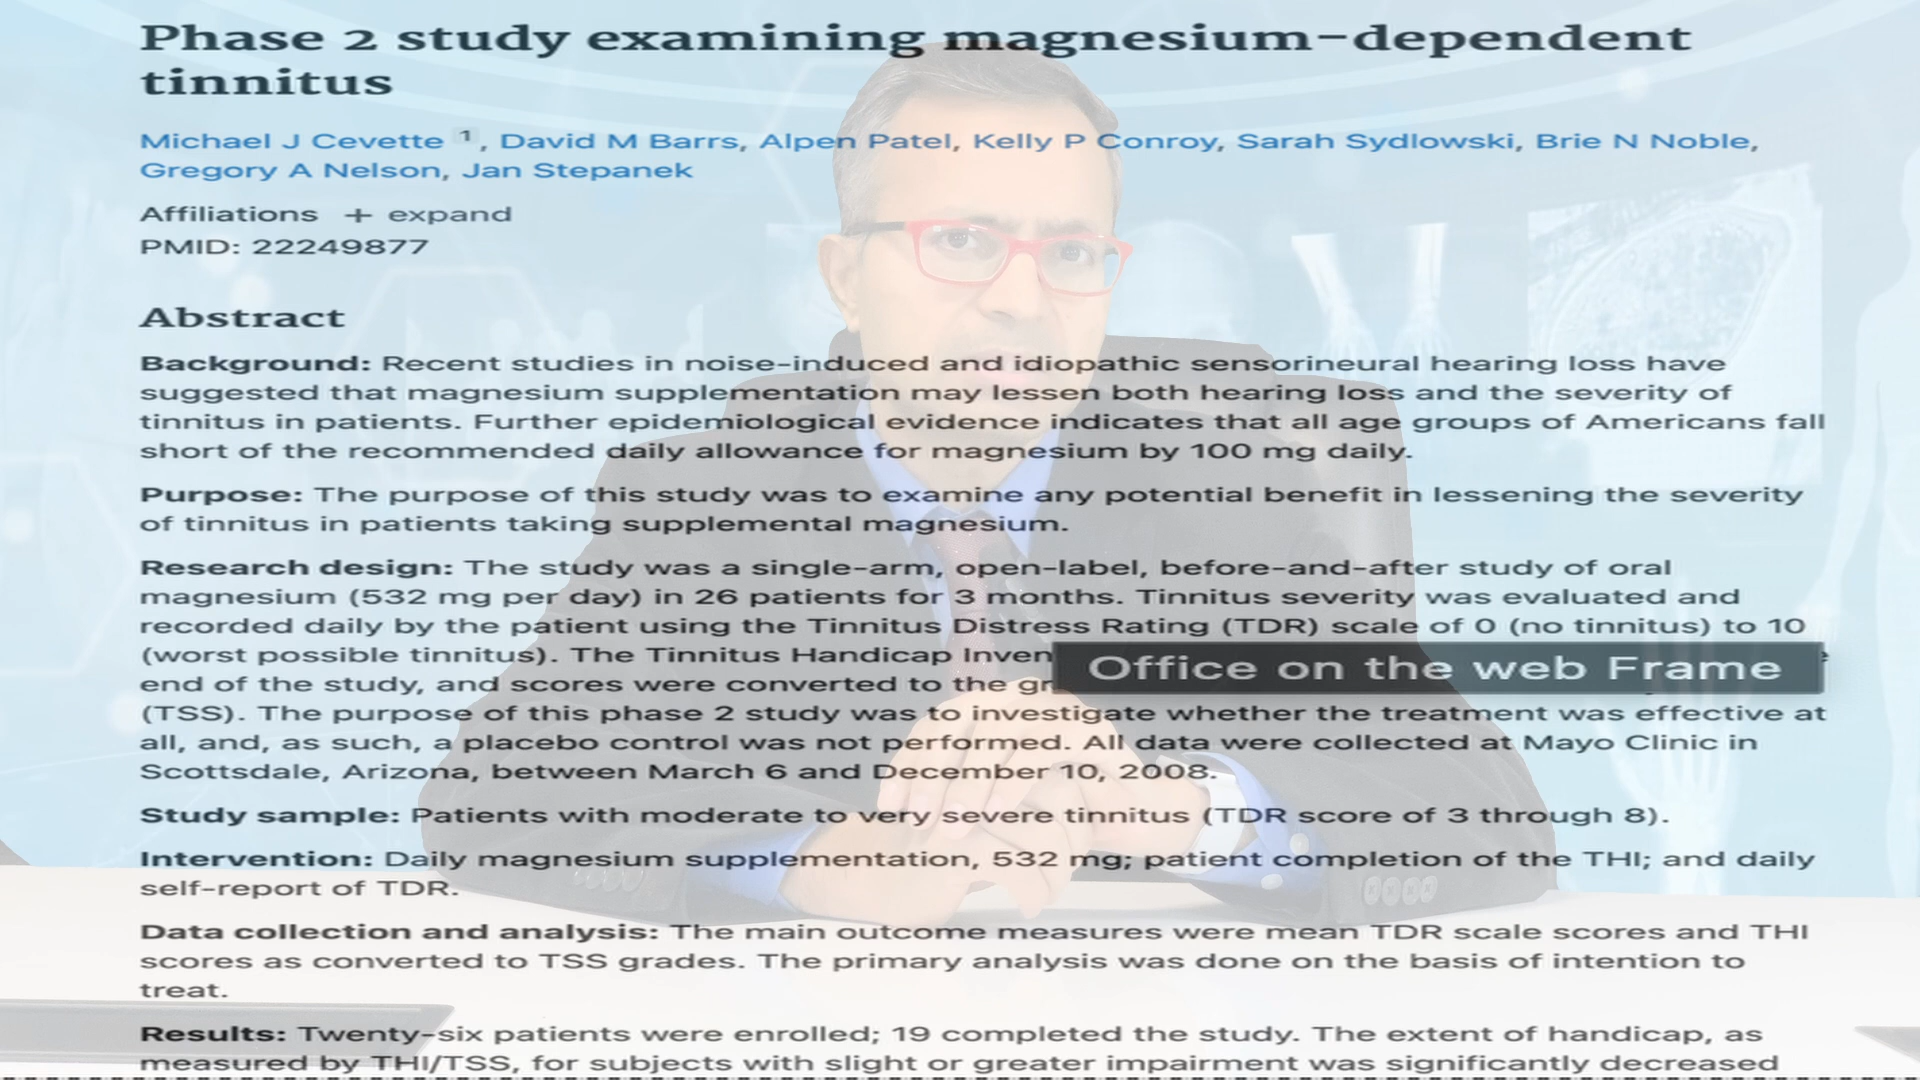 Phase 2 study examining magnesium-dependent
tinnitus
Michael J Cevette 1, David M Barrs, Alpen Patel, Kelly P Conroy, Sarah Sydlowski, Brie N Noble,
Gregory A Nelson, Jan Stepanek
Affiliations + expand
PMID: 22249877
Abstract
Background: Recent studies in noise-induced and idiopathic sensorineural hearing loss have
suggested that magnesium supplementation may lessen both hearing loss and the severity of
tinnitus in patients. Further epidemiological evidence indicates that all age groups of Americans fall
short of the recommended daily allowance for magnesium by 100 mg daily.
Purpose: The purpose of this study was to examine any potential benefit in lessening the severity
of tinnitus in patients taking supplemental magnesium.
Research design: The study was a single-arm, open-label, before-and-after study of oral
magnesium (532 mg per day) in 26 patients for 3 months. Tinnitus severity was evaluated and
recorded daily by the patient using the Tinnitus Distress Rating (TDR) scale of 0 (no tinnitus) to 10
(worst possible tinnitus). The Tinnitus Handicap Inven
Office on the web Frame
end of the study, and scores were converted to the gr
(TSS). The purpose of this phase 2 study was to investigate whether the treatment was effective at
all, and, as such, a placebo control was not performed. All data were collected at Mayo Clinic in
Scottsdale, Arizona, between March 6 and December 10, 2008.
Study sample: Patients with moderate to very severe tinnitus (TDR score of 3 through 8).
Intervention: Daily magnesium supplementation, 532 mg; patient completion of the THI; and daily
self-report of TDR.
Data collection and analysis: The main outcome measures were mean TDR scale scores and THI
scores as converted to TSS grades. The primary analysis was done on the basis of intention to
treat.
Results: Twenty-six patients were enrolled; 19 completed the study. The extent of handicap, as
measured by THI/TSS, for subjects with slight or greater impairment was significantly decreased